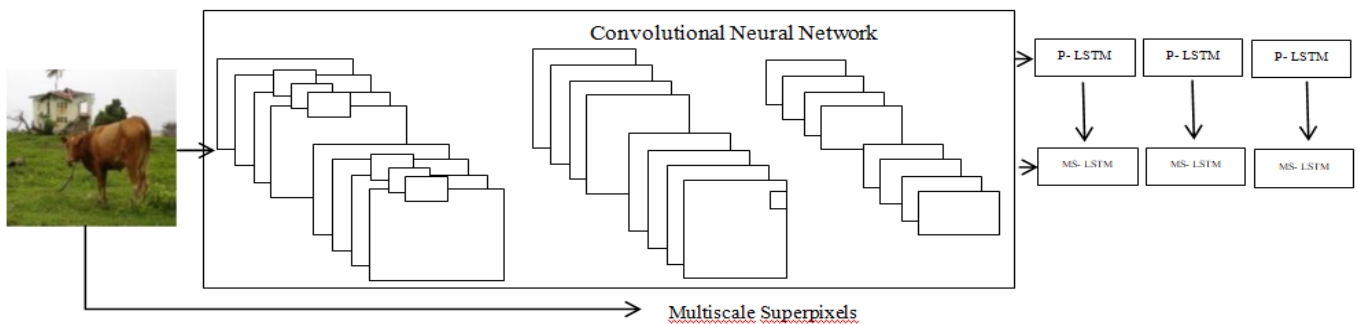 Convolutional Neural Network
P- LSTM P- LSTM P- LSTM
MS- LSTM MS- LSTM MS- LSTM
Multiscale Superpixels